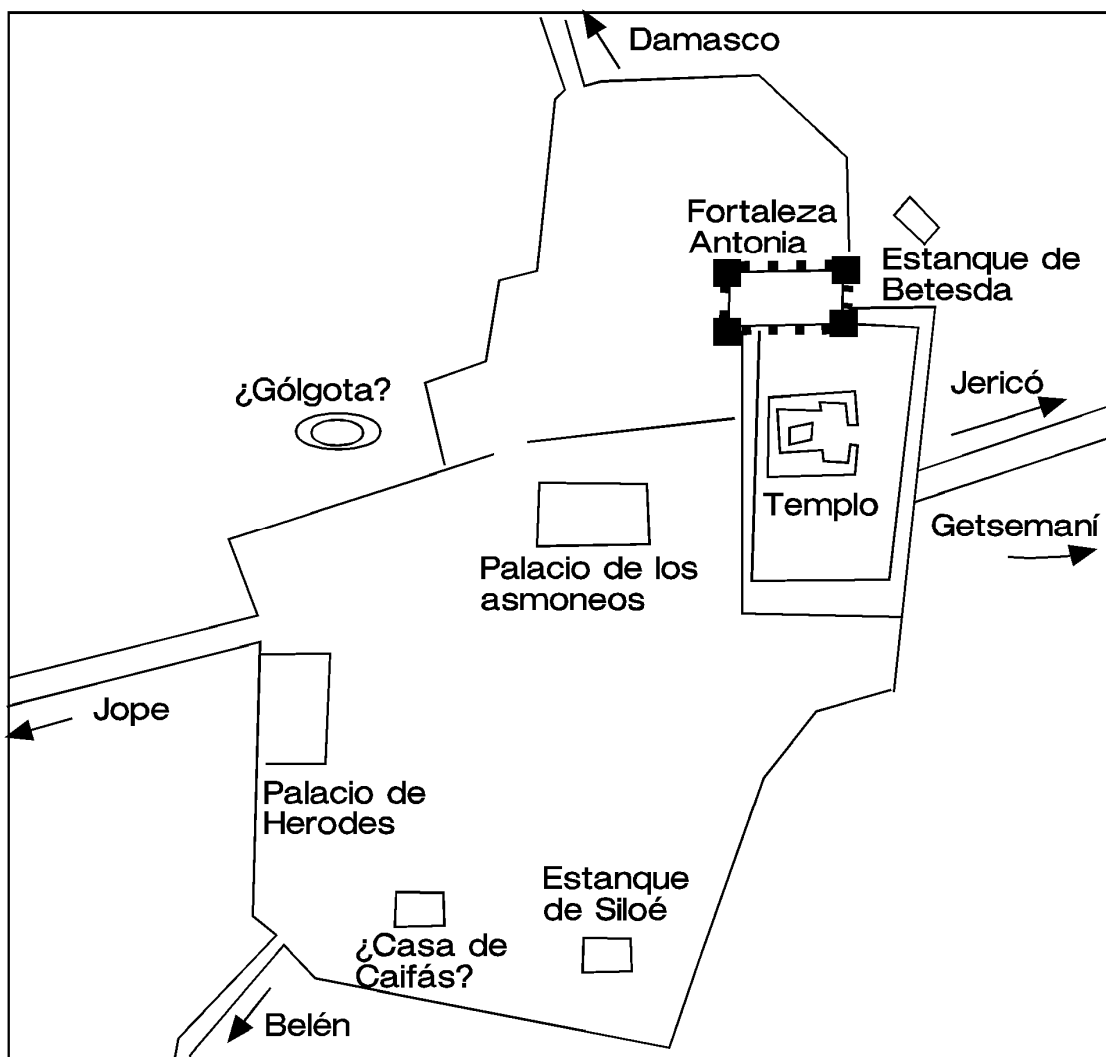 Damasco
Fortaleza
Antonia
Estanque de
Betesda
¿Gólgota?
Jericó
Templo
Getsemaní
Palacio de los
asmoneos
Jope
Palacio de
Herodes
Estanque
de Siloé
¿Casa de
Caifás?
Belén